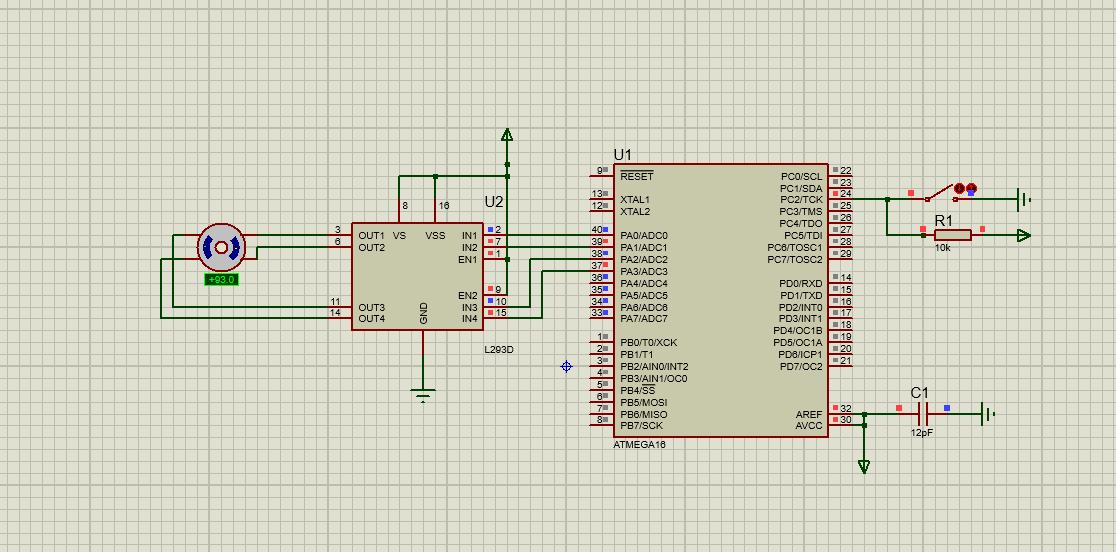 U1
9 RESET
13 XTAL1
12 XTAL2
40 PA0/ADC0
39 PA1/ADC1
38 PA2/ADC2
37 PA3/ADC3
36 PA4/ADC4
35 PA5/ADC5
34 PA6/ADC6
33 PA7/ADC7
1 PB0/T0/XCK
2 PB1/T1
3 PB2/AIN0/INT2
4 PB3/AIN1/OC0
5 PB4/SS
6 PB5/MOSI
7 PB6/MISO
8 PB7/SCK
PC0/SCL 22
PC1/SDA 23
PC2/TCK 24
PC3/TMS 25
PC4/TDO 26
PC5/TDI 27
PC6/TOSC1 28
PC7/TOSC2 29
PD0/RXD 14
PD1/TXD 15
PD2/INT0 16
PD3/INT1 17
PD4/OC1B 18
PD5/OC1A 19
PD6/ICP1 20
PD7/OC2 21
AREF 32
AVCC 30
ATMEGA16
U2
8 16
VS VSS
3 OUT1
6 OUT2
11 OUT3
14 OUT4
IN1 2
IN2 7
EN1 1
EN2 9
IN3 10
IN4 15
GND
L293D
+93.0
R1
10k
C1
12pF